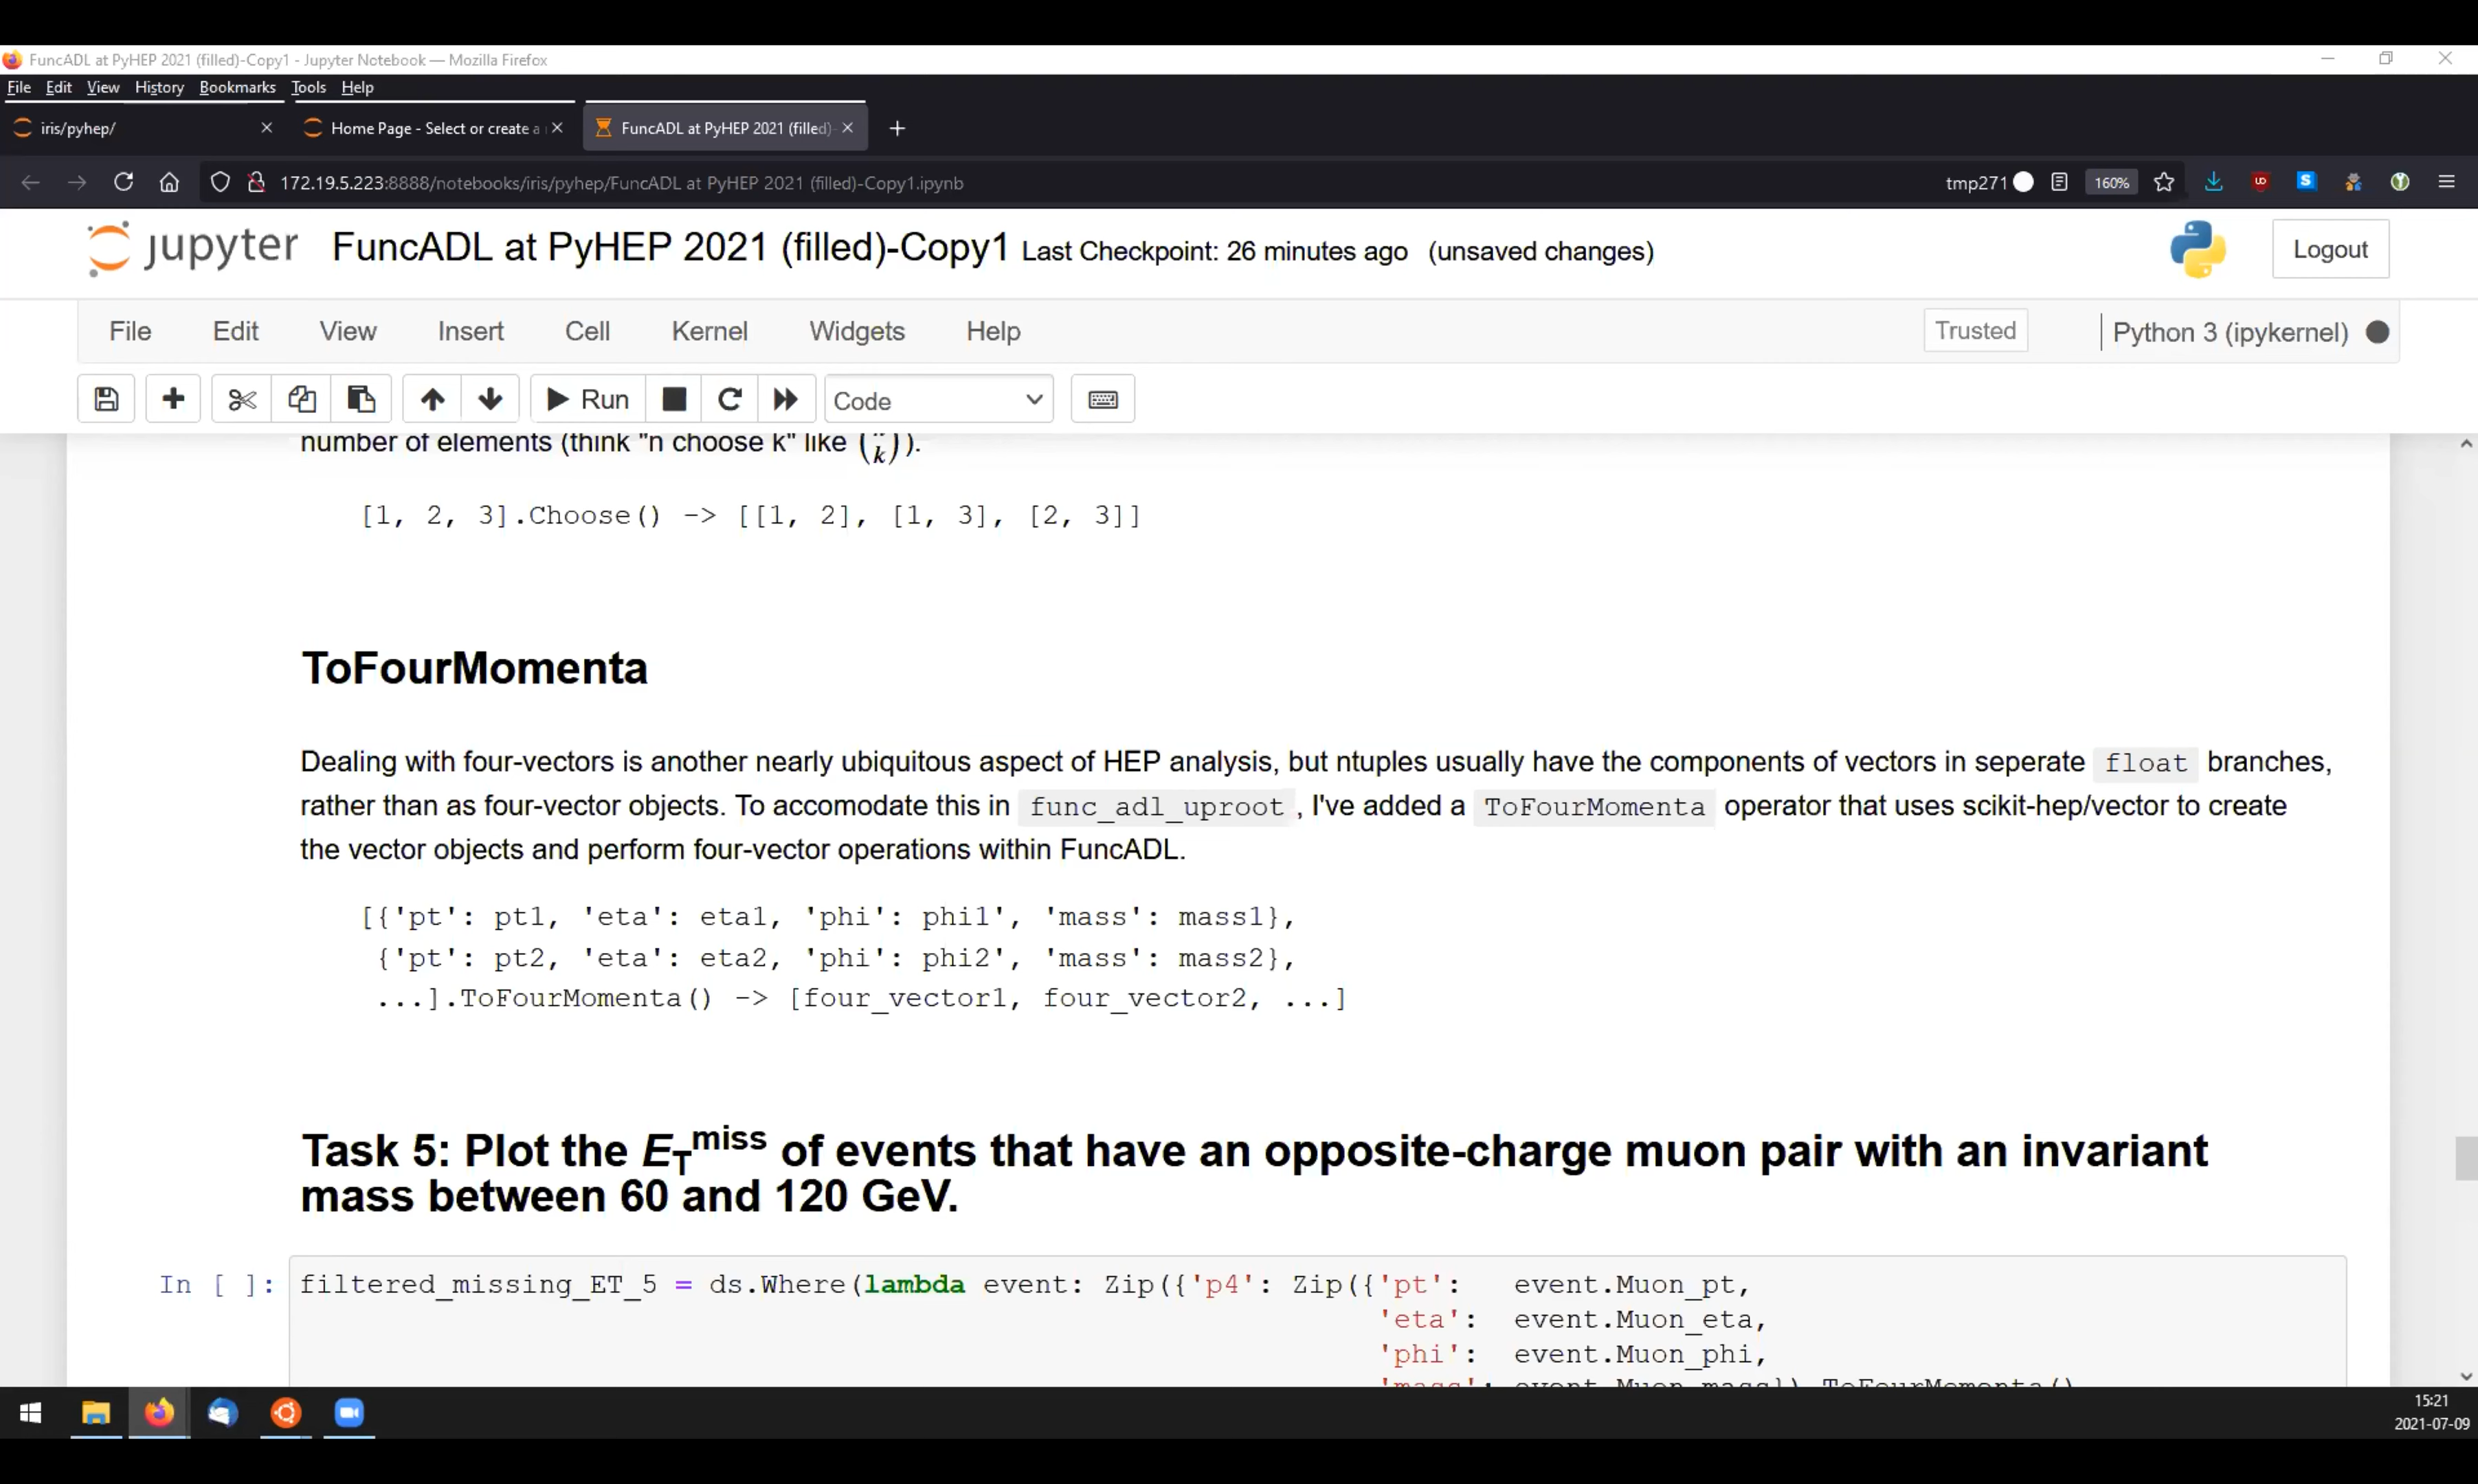 FuncADL at PyHEP 2021 (filled)-Copy1 - Jupyter Notebook — Mozilla Firefox
File Edit View History Bookmarks Tools Help
iris/pyhep/
Home Page - Select or create a
FuncADL at PyHEP 2021 (filled)-
172.19.5.223:8888/notebooks/iris/pyhep/FuncADL at PyHEP 2021 (filled)-Copy1.ipynb
tmp271
160%
jupyter FuncADL at PyHEP 2021 (filled)-Copy1 Last Checkpoint: 26 minutes ago (unsaved changes)
Logout
File Edit View Insert Cell Kernel Widgets Help
Trusted
Python 3 (ipykernel)
Run
Code
number of elements (think "n choose k" like (k)).
[1, 2, 3].Choose() -> [[1, 2], [1, 3], [2, 3]]
ToFourMomenta
Dealing with four-vectors is another nearly ubiquitous aspect of HEP analysis, but ntuples usually have the components of vectors in seperate float branches,
rather than as four-vector objects. To accomodate this in func_adl_uproot , I've added a ToFourMomenta operator that uses scikit-hep/vector to create
the vector objects and perform four-vector operations within FuncADL.
[{'pt': pt1, 'eta': eta1, 'phi': phi1', 'mass': mass1},
{'pt': pt2, 'eta': eta2, 'phi': phi2', 'mass': mass2},
...].ToFourMomenta() -> [four_vector1, four_vector2, ...]
Task 5: Plot the E_T^miss of events that have an opposite-charge muon pair with an invariant
mass between 60 and 120 GeV.
In [ ]: filtered_missing_ET_5 = ds.Where(lambda event: Zip({'p4': Zip({'pt': event.Muon_pt,
'eta': event.Muon_eta,
'phi': event.Muon_phi,
'mass': event.Muon_mass}).ToFourMomenta()
15:21
2021-07-09